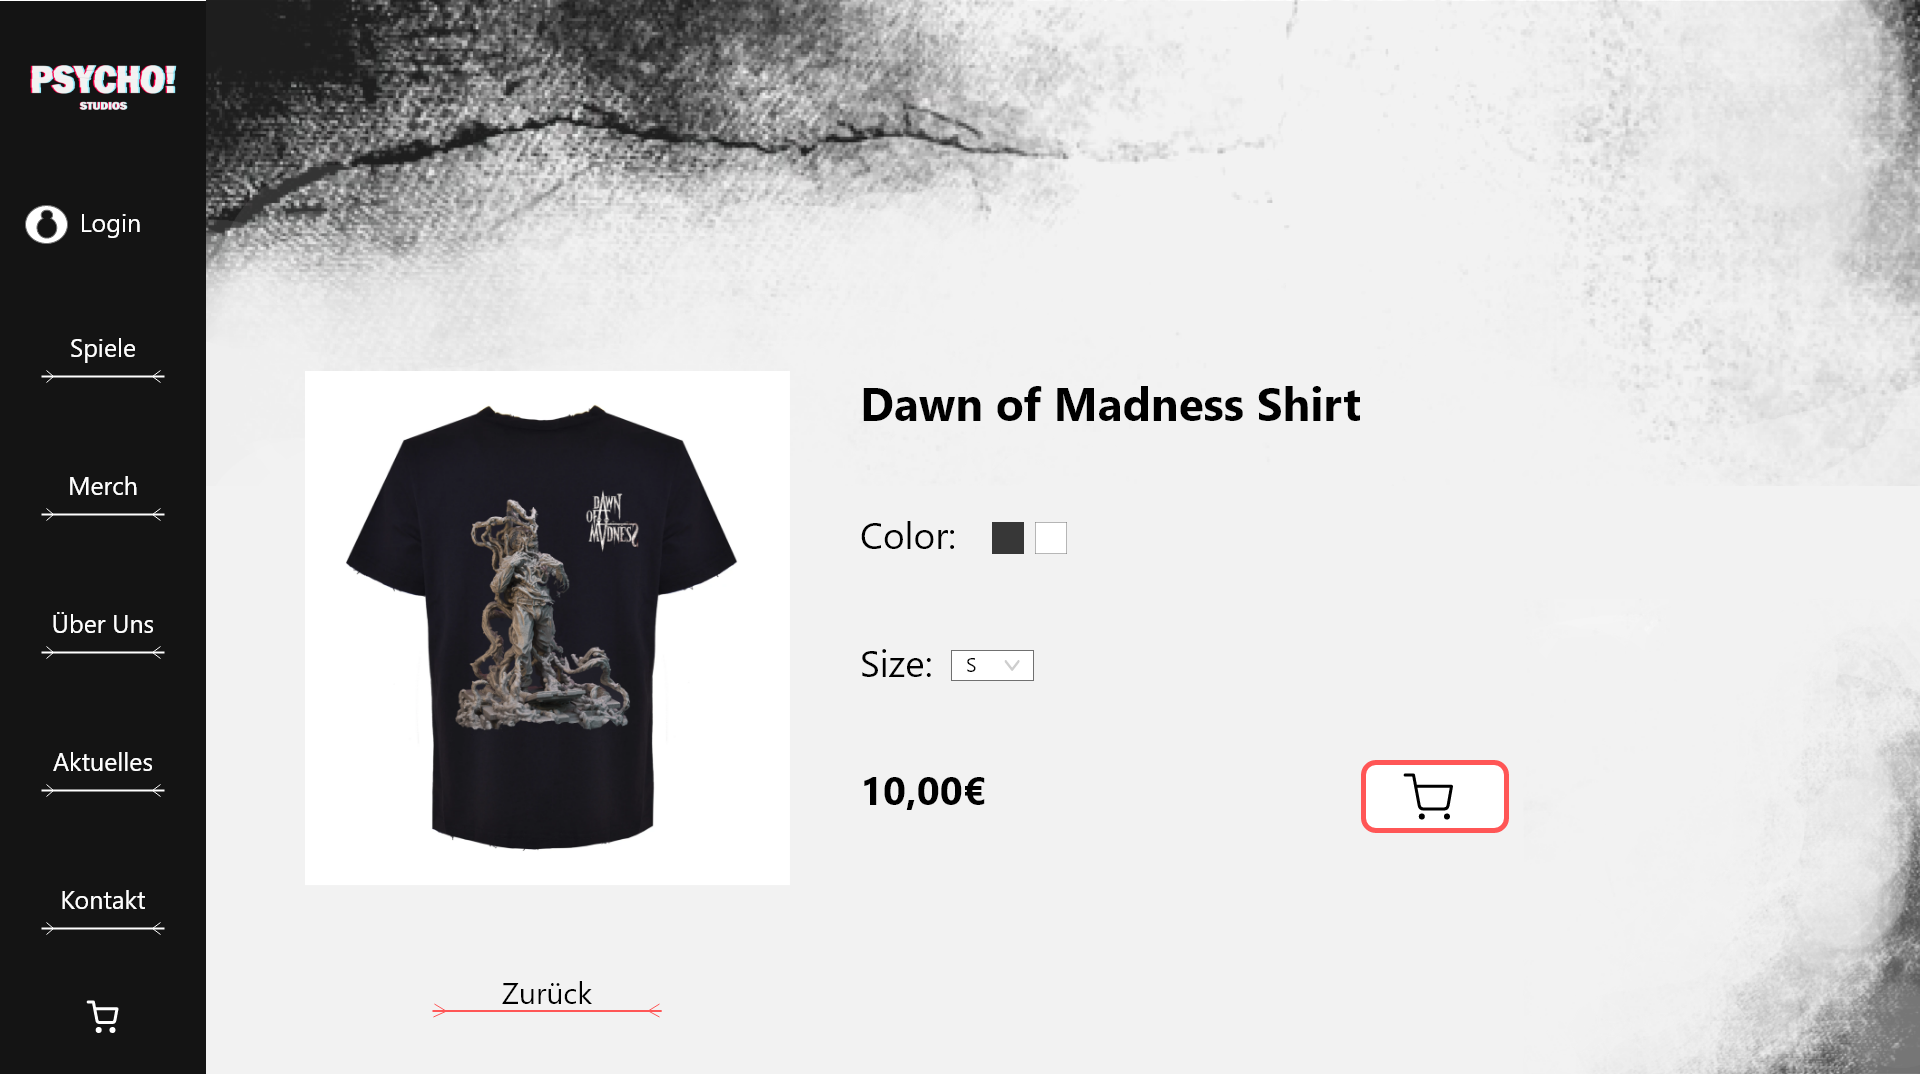 PSYCHO!
STUDIOS
Login
Spiele
Merch
Über Uns
Aktuelles
Kontakt
DAWN
OF
MADNESS
Dawn of Madness Shirt
Color:
Size: S
10,00€
Zurück